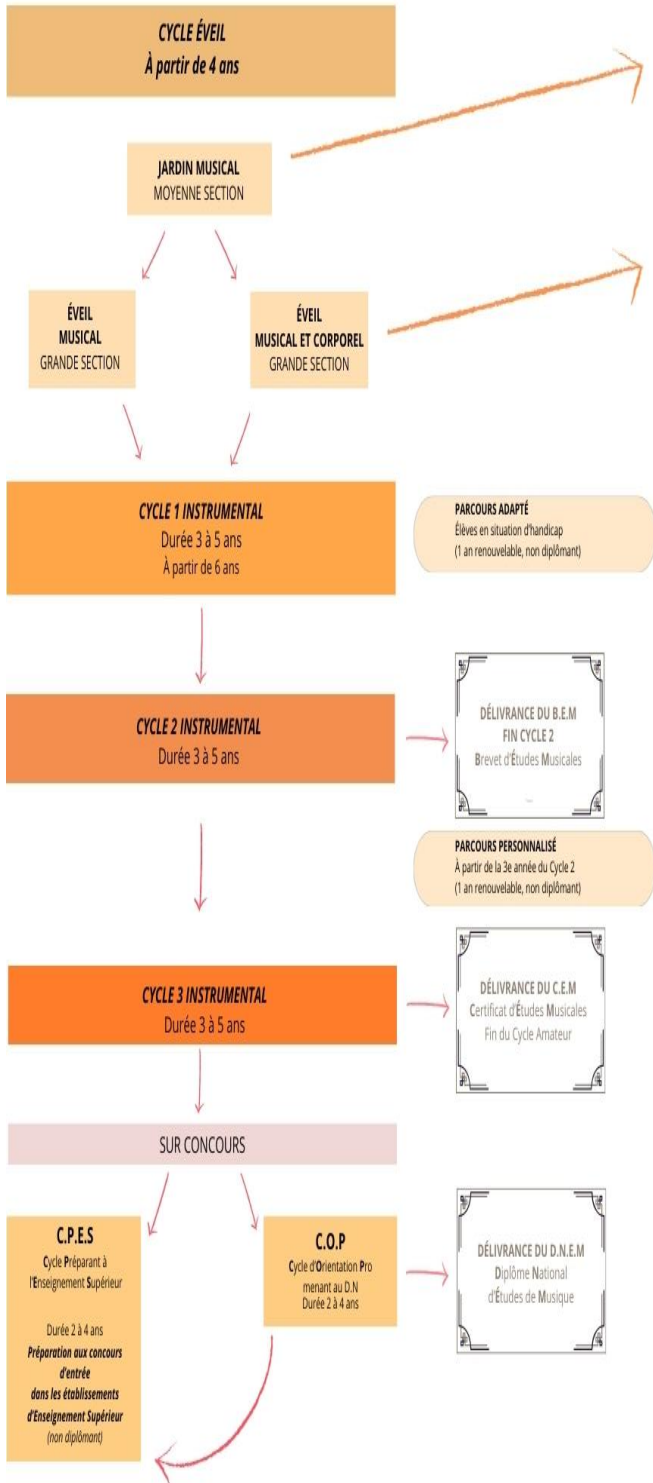 CYCLE ÉVEIL
À partir de 4 ans
JARDIN MUSICAL
MOYENNE SECTION
ÉVEIL
MUSICAL
GRANDE SECTION
ÉVEIL
MUSICAL ET CORPOREL
GRANDE SECTION
CYCLE 1 INSTRUMENTAL
Durée 3 à 5 ans
À partir de 6 ans
PARCOURS ADAPTÉ
Élèves en situation d'handicap
(1 an renouvelable, non diplômant)
CYCLE 2 INSTRUMENTAL
Durée 3 à 5 ans
DÉLIVRANCE DU B.E.M
FIN CYCLE 2
Brevet d'Études Musicales
PARCOURS PERSONNALISÉ
À partir de la 3e année du Cycle 2
(1 an renouvelable, non diplômant)
CYCLE 3 INSTRUMENTAL
Durée 3 à 5 ans
DÉLIVRANCE DU C.E.M
Certificat d'Études Musicales
Fin du Cycle Amateur
SUR CONCOURS
C.P.E.S
Cycle Préparant à
l'Enseignement Supérieur
Durée 2 à 4 ans
Préparation aux concours
d'entrée
dans les établissements
d'Enseignement Supérieur
(non diplômant)
C.O.P
Cycle d'Orientation Pro
menant au D.N
Durée 2 à 4 ans
DÉLIVRANCE DU D.N.E.M
Diplôme National
d'Études de Musique